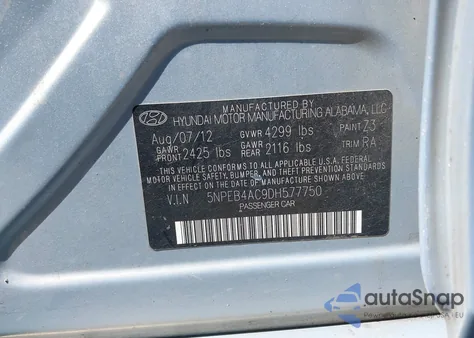 MANUFACTURED BY
HYUNDAI MOTOR MANUFACTURING ALABAMA, LLC
Aug/07/12 GVWR 4299 lbs PAINT Z3
GAWR FRONT 2425 lbs GAWR REAR 2116 lbs TRIM RA
THIS VEHICLE CONFORMS TO ALL APPLICABLE U.S.A. FEDERAL
MOTOR VEHICLE SAFETY, BUMPER, AND THEFT PREVENTION STANDARDS
IN EFFECT ON THE DATE OF MANUFACTURE SHOWN ABOVE.
V.I.N 5NPEB4AC9DH577750
PASSENGER CAR
autoSnap